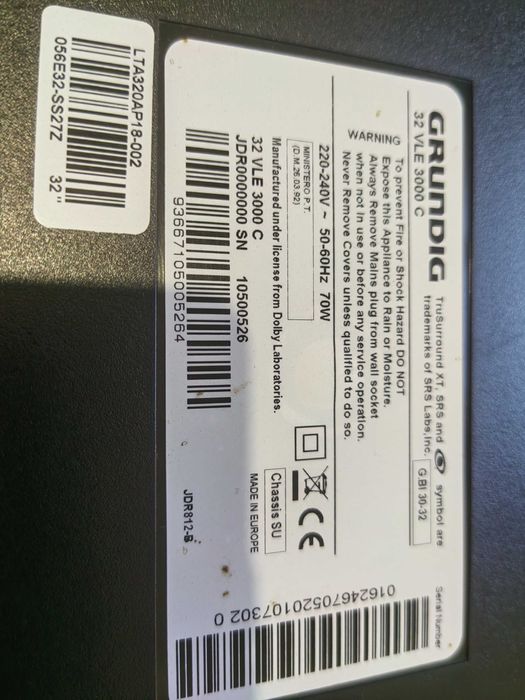 LTA320AP18-002
056E32-SS27Z 32"
GRUNDIG
32 VLE 3000 C
TruSurround XT, SRS and symbol are
trademarks of SRS Labs,Inc.
G.BI 30-32
Serial Number
WARNING
To prevent Fire or Shock Hazard DO NOT
Expose this Appliance to Rain or Moisture.
Always Remove Mains plug from wall socket
when not in use or before any service operation.
Never Remove Covers unless qualified to do so.
220-240V ~ 50-60Hz 70W
MINISTERO P.T.
(D.M.26.03.92)
CE
Manufactured under license from Dolby Laboratories.
Chassis SU
32 VLE 3000 C
MADE IN EUROPE
JDR0000000 SN 10500526
93667105005264
JDR812-B
01624670520107302 0